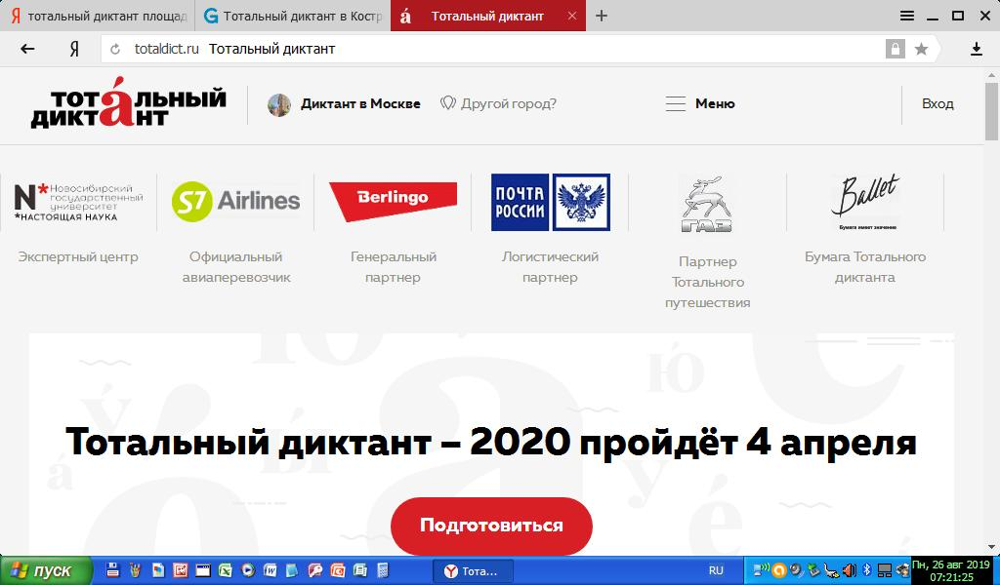 тотальный диктант площад
Тотальный диктант в Костр
Тотальный диктант
totaldict.ru Тотальный диктант
тота́льный
диктант
Диктант в Москве
Другой город?
Меню
Вход
N* Новосибирский
государственный
университет
*НАСТОЯЩАЯ НАУКА
Экспертный центр
S7 Airlines
Официальный
авиаперевозчик
Berlingo
Генеральный
партнер
ПОЧТА
РОССИИ
Логистический
партнер
ГАЗ
Партнер
Тотального
путешествия
Ballet
Бумага имеет значение
Бумага Тотального
диктанта
Тотальный диктант – 2020 пройдёт 4 апреля
Подготовиться
пуск
Тота...
RU
Пн, 26 авг 2019
07:21:25